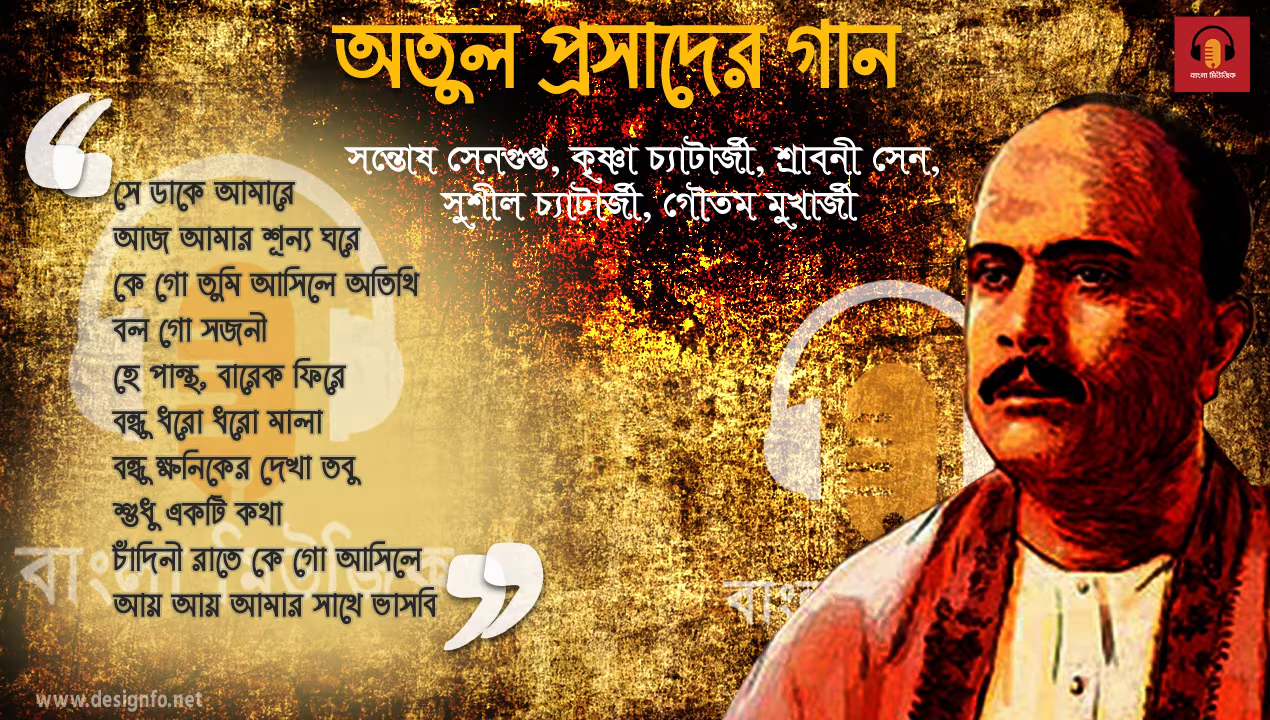 অতুল প্রসাদের গান
বাংলা মিউজিক
সন্তোষ সেনগুপ্ত, কৃষ্ণা চ্যাটার্জী, শ্রাবনী সেন,
সুশীল চ্যাটার্জী, গৌতম মুখার্জী
সে ডাকে আমারে
আজ আমার শূন্য ঘরে
কে গো তুমি আসিলে অতিথি
বল গো সজনী
হে পান্থ, বারেক ফিরে
বন্ধু ধরো ধরো মালা
বন্ধু ক্ষনিকের দেখা তবু
শুধু একটি কথা
চাঁদিনী রাতে কে গো আসিলে
আয় আয় আমার সাথে ভাসবি
বাংলা মিউজিক
www.designfo.net